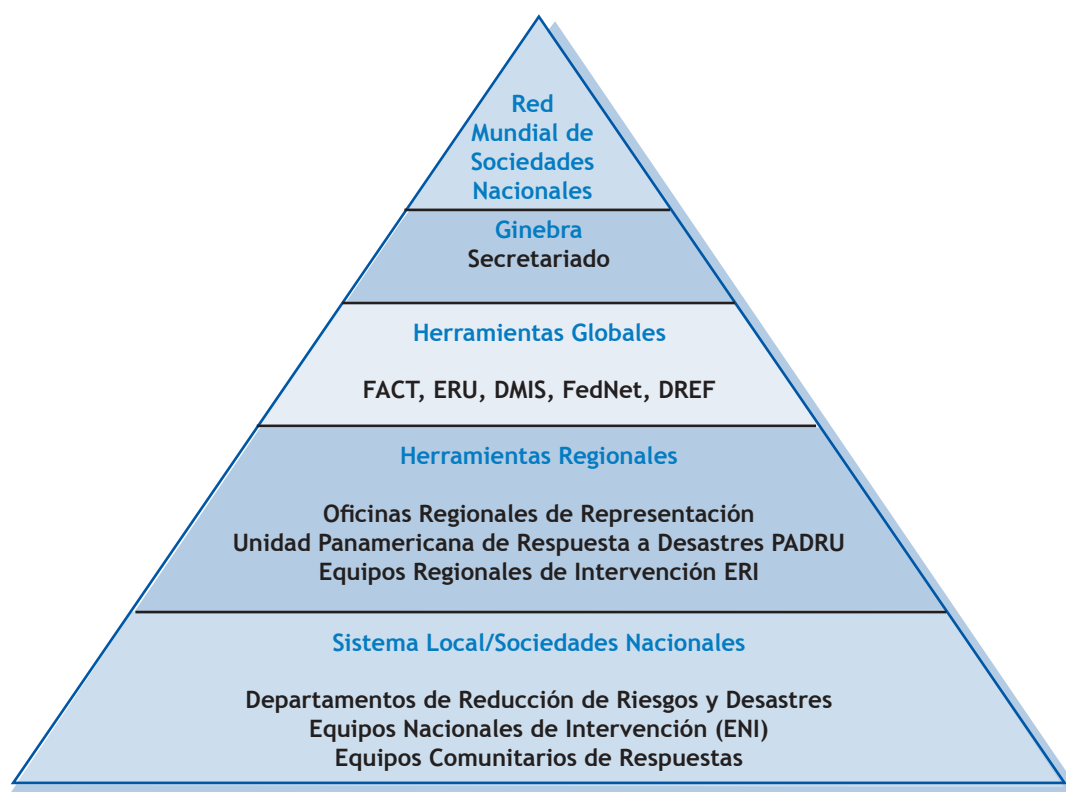 Red
Mundial de
Sociedades
Nacionales
Ginebra
Secretariado
Herramientas Globales
FACT, ERU, DMIS, FedNet, DREF
Herramientas Regionales
Oficinas Regionales de Representación
Unidad Panamericana de Respuesta a Desastres PADRU
Equipos Regionales de Intervención ERI
Sistema Local/Sociedades Nacionales
Departamentos de Reducción de Riesgos y Desastres
Equipos Nacionales de Intervención (ENI)
Equipos Comunitarios de Respuestas